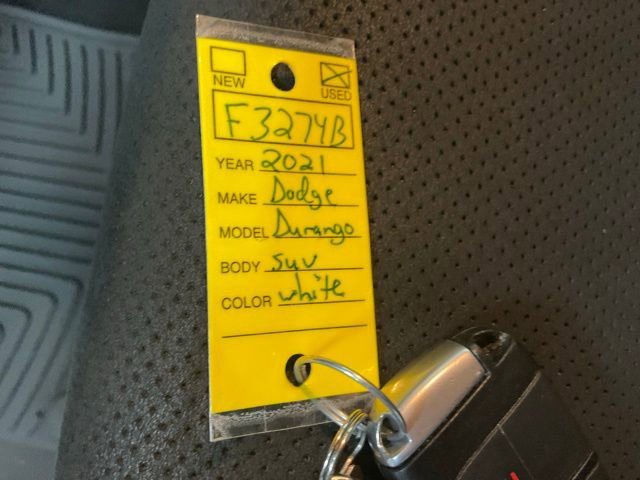 NEW USED
F3274B
YEAR 2021
MAKE Dodge
MODEL Durango
BODY suv
COLOR white